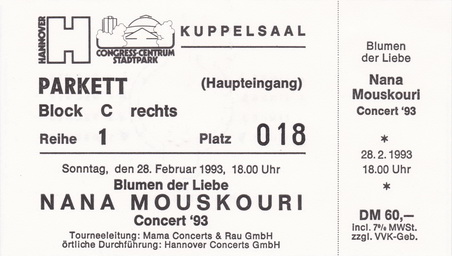 HANNOVER
H
CONGRESS-CENTRUM
STADTPARK
KUPPELSAAL
PARKETT (Haupteingang)
Block C rechts
Reihe 1 Platz 018
Sonntag, den 28. Februar 1993, 18.00 Uhr
Blumen der Liebe
NANA MOUSKOURI
Concert '93
Tourneeleitung: Mama Concerts & Rau GmbH
örtliche Durchführung: Hannover Concerts GmbH
Blumen
der Liebe
Nana
Mouskouri
Concert '93
*
28. 2. 1993
18.00 Uhr
*
DM 60,—
Incl. 7% MWSt.
zzgl. VVK-Geb.